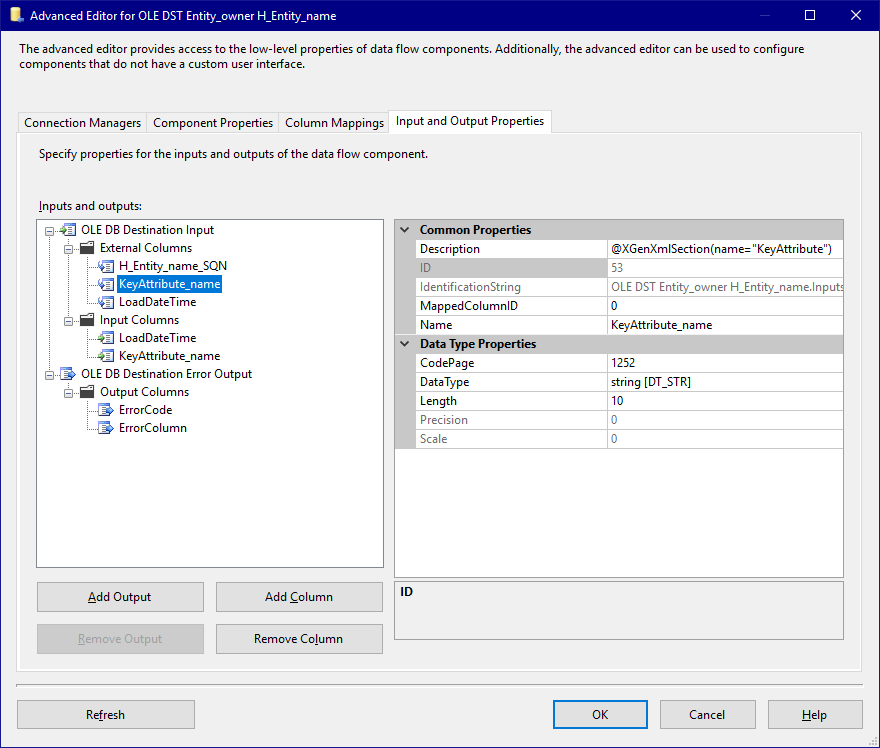 Advanced Editor for OLE DST Entity_owner H_Entity_name
The advanced editor provides access to the low-level properties of data flow components. Additionally, the advanced editor can be used to configure
components that do not have a custom user interface.
Connection Managers
Component Properties
Column Mappings
Input and Output Properties
Specify properties for the inputs and outputs of the data flow component.
Inputs and outputs:
OLE DB Destination Input
External Columns
H_Entity_name_SQN
KeyAttribute_name
LoadDateTime
Input Columns
LoadDateTime
KeyAttribute_name
OLE DB Destination Error Output
Output Columns
ErrorCode
ErrorColumn
Common Properties
Description @XGenXmlSection(name="KeyAttribute")
ID 53
IdentificationString OLE DST Entity_owner H_Entity_name.Inputs
MappedColumnID 0
Name KeyAttribute_name
Data Type Properties
CodePage 1252
DataType string [DT_STR]
Length 10
Precision 0
Scale 0
ID
Add Output
Add Column
Remove Output
Remove Column
Refresh
OK
Cancel
Help